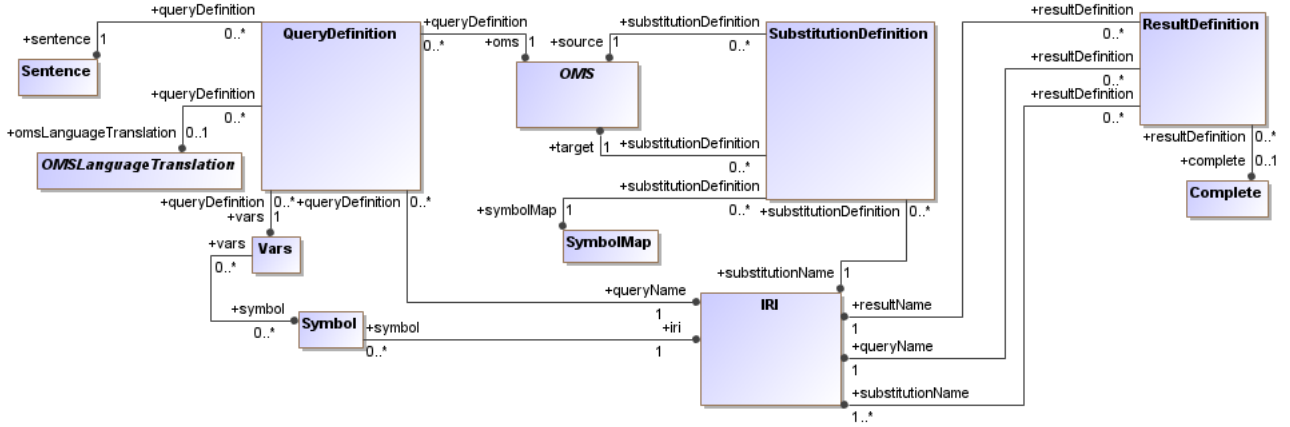 +queryDefinition
0..*
+sentence
1
Sentence
QueryDefinition
+queryDefinition
0..*
+oms
1
+substitutionDefinition
0..*
+source
1
OMS
SubstitutionDefinition
+resultDefinition
0..*
ResultDefinition
+resultDefinition
0..*
+resultDefinition
0..*
+queryDefinition
0..*
+omsLanguageTranslation
0..1
OMSLanguageTranslation
+target
1
+substitutionDefinition
0..*
+resultDefinition
0..*
+complete
0..1
Complete
+queryDefinition
0..*
+vars
1
+queryDefinition
0..*
+substitutionDefinition
0..*
+symbolMap
1
SymbolMap
+substitutionDefinition
0..*
+vars
0..*
Vars
+substitutionName
1
+queryName
1
IRI
+resultName
1
+symbol
0..*
Symbol
+symbol
0..*
+iri
1
+queryName
1
+substitutionName
1..*